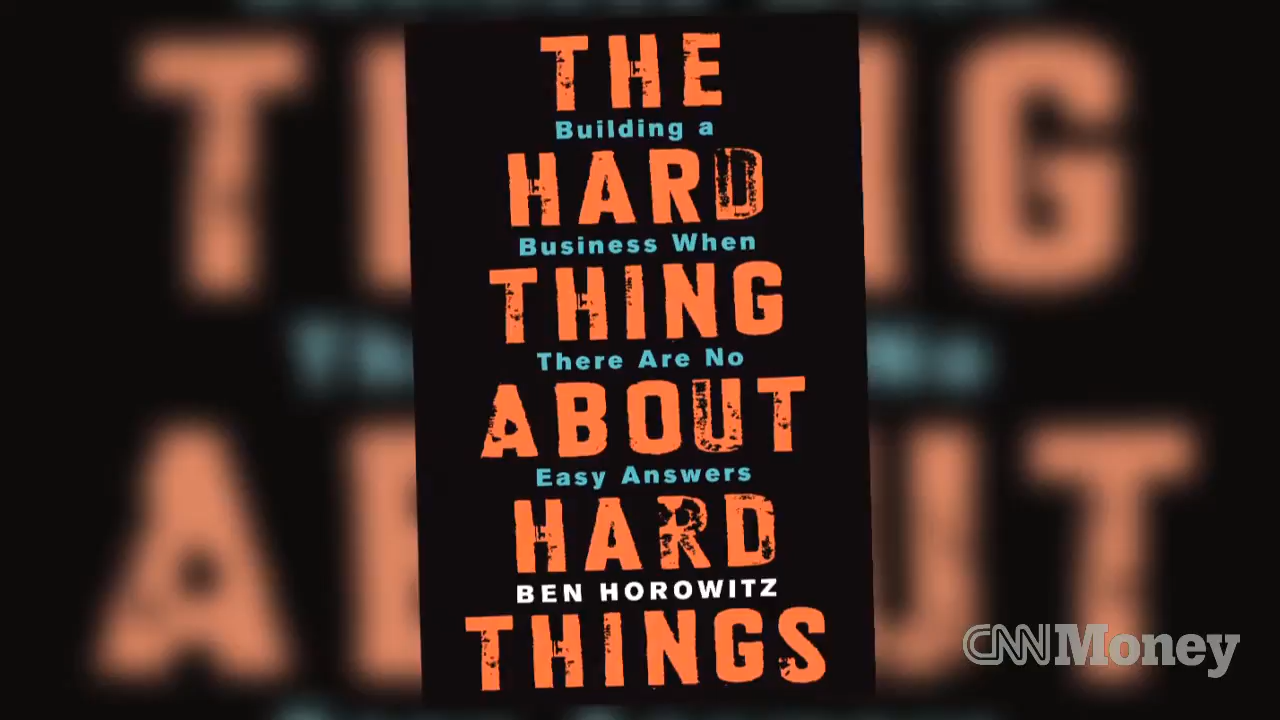 THE
Building a
HARD
Business When
THING
There Are No
ABOUT
Easy Answers
HARD
BEN HOROWITZ
THINGS
CNNMoney